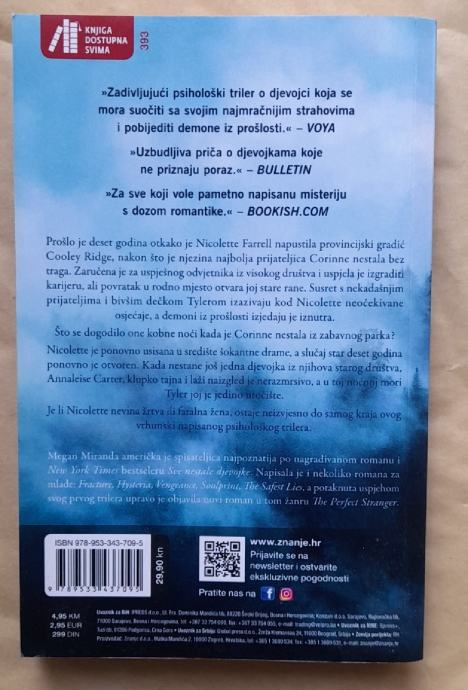 KNJIGA
DOSTUPNA
SVIMA
393
»Zadivljujući psihološki triler o djevojci koja se
mora suočiti sa svojim najmračnijim strahovima
i pobijediti demone iz prošlosti.« – VOYA
»Uzbudljiva priča o djevojkama koje
ne priznaju poraz.« – BULLETIN
»Za sve koji vole pametno napisanu misteriju
s dozom romantike.« – BOOKISH.COM
Prošlo je deset godina otkako je Nicolette Farrell napustila provincijski gradić
Cooley Ridge, nakon što je njezina najbolja prijateljica Corinne nestala bez
traga. Zaručena je za uspješnog odvjetnika iz visokog društva i uspjela je izgraditi
karijeru, ali povratak u rodno mjesto otvara joj stare rane. Susret s nekadašnjim
prijateljima i bivšim dečkom Tylerom izazivaju kod Nicolette neočekivane
osjećaje, a demoni iz prošlosti izjedaju je iznutra.
Što se dogodilo one kobne noći kada je Corinne nestala iz zabavnog parka?
Nicolette je ponovno usisana u središte šokantne drame, a slučaj star deset godina
ponovno je otvoren. Kada nestane još jedna djevojka iz njihova starog društva,
Annaleise Carter, klupko tajna i laži naizgled je nerazmrsivo, a u toj noćnoj mori
Tyler joj je jedino utočište.
Je li Nicolette nevina žrtva ili fatalna žena, ostaje neizvjesno do samog kraja ovog
vrhunski napisanog psihološkog trilera.
Megan Miranda američka je spisateljica najpoznatija po nagrađivanom romanu i
New York Times bestseleru Sve nestale djevojke. Napisala je i nekoliko romana za
mlade: Fracture, Hysteria, Vengeance, Soulprint, The Safest Lies, a potaknuta uspjehom
svog prvog trilera upravo je objavila novi roman u tom žanru The Perfect Stranger.
ISBN 978-953-343-709-5
9 789533 437095
29,90 kn
www.znanje.hr
Prijavite se na
newsletter i ostvarite
ekskluzivne pogodnosti
Pratite nas na
4,95 KM
2,95 EUR
299 DIN